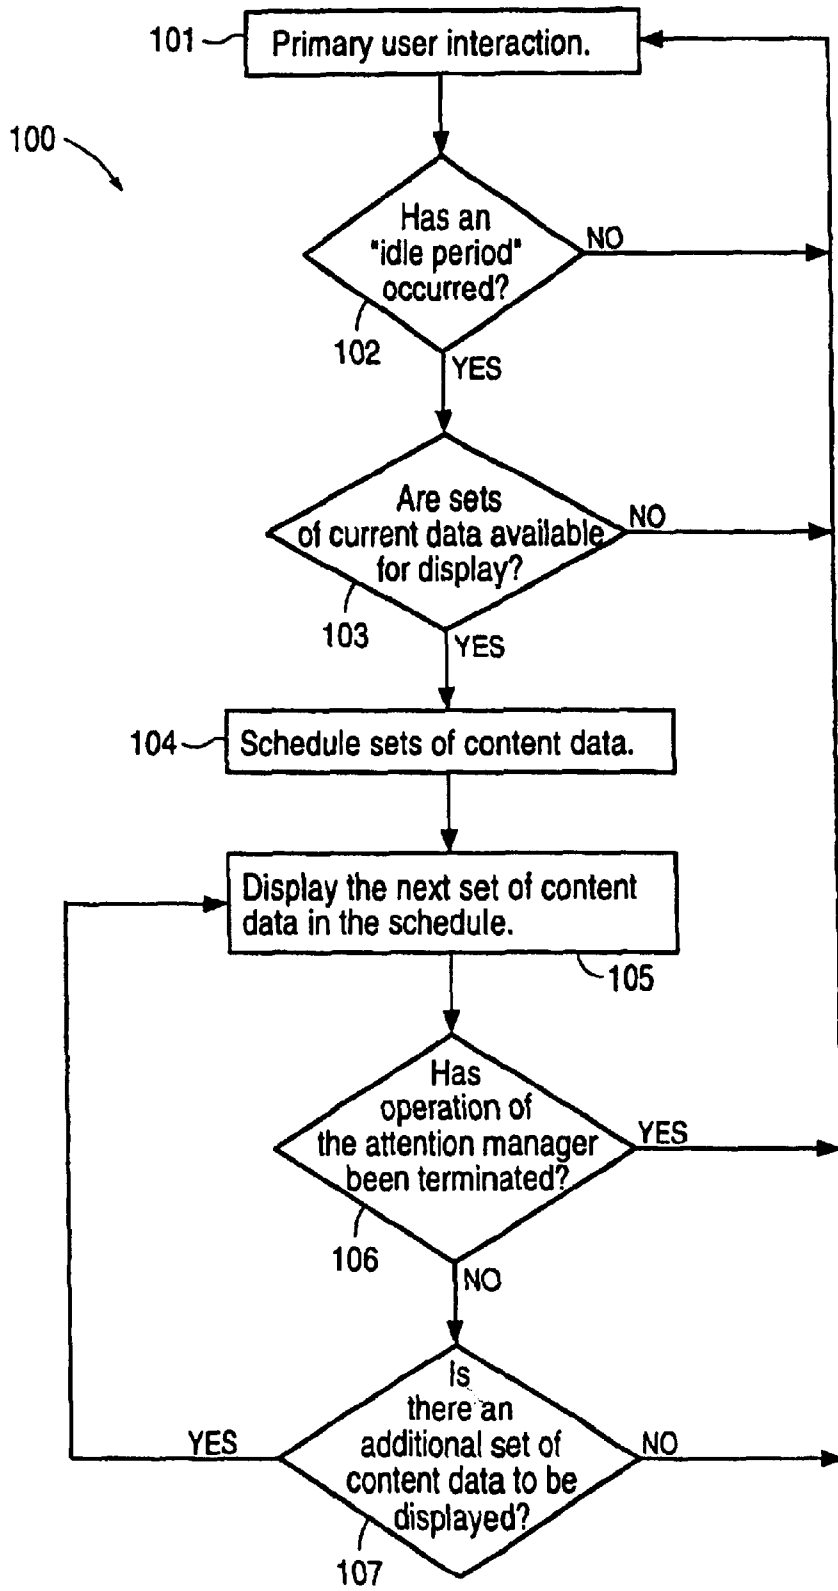 101
Primary user interaction.
100
Has an
"idle period"
occurred?
NO
102
YES
Are sets
of current data available
for display?
NO
103
YES
104
Schedule sets of content data.
Display the next set of content
data in the schedule.
105
Has
operation of
the attention manager
been terminated?
YES
106
NO
Is
there an
additional set of
content data to be
displayed?
YES
NO
107